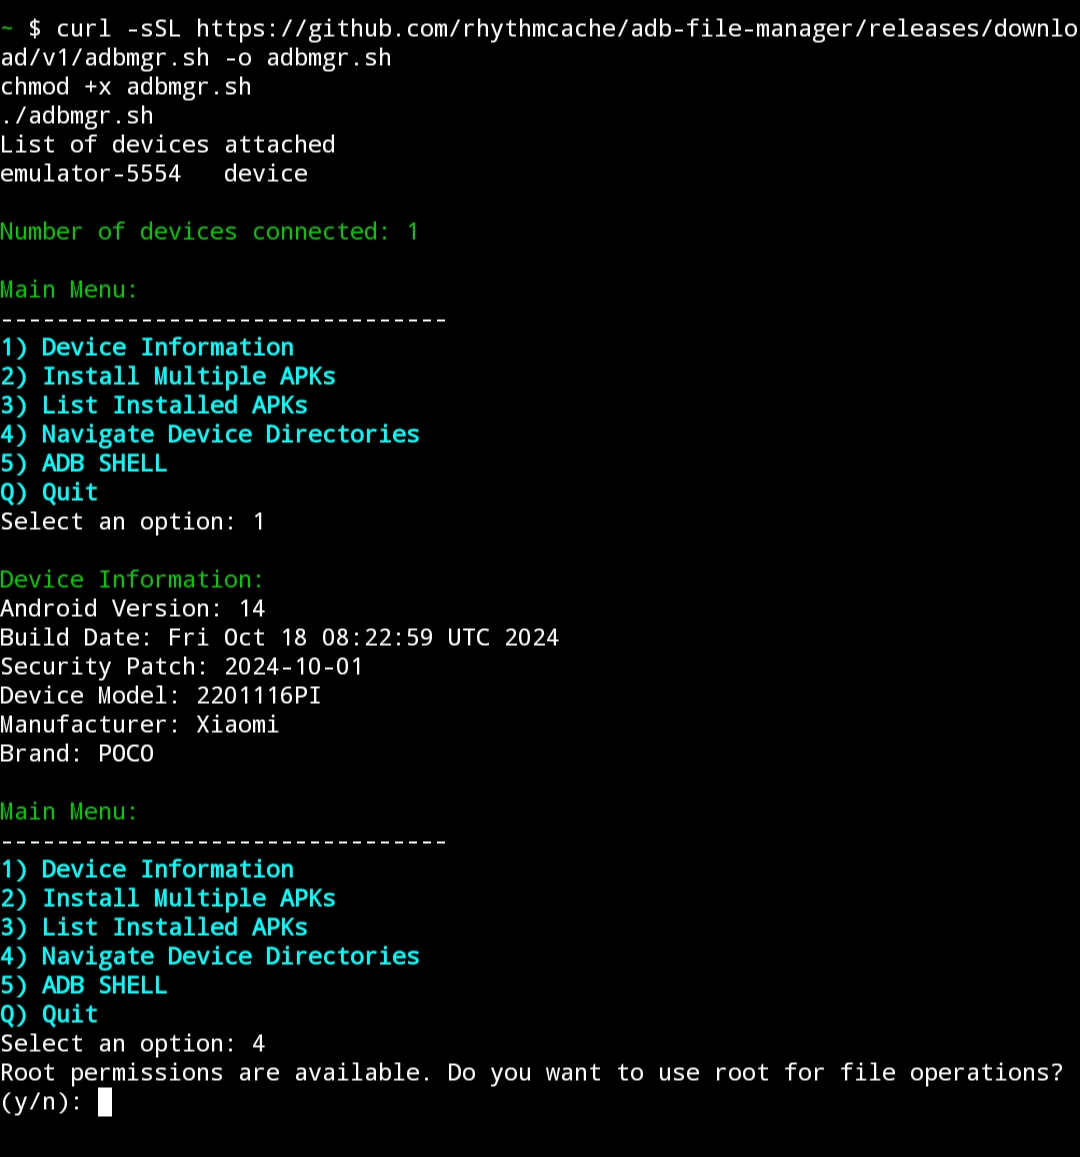 ~ $ curl -sSL https://github.com/rhythmcache/adb-file-manager/releases/downlo
ad/v1/adbmgr.sh -o adbmgr.sh
chmod +x adbmgr.sh
./adbmgr.sh
List of devices attached
emulator-5554   device
Number of devices connected: 1
Main Menu:
--------------------------------
1) Device Information
2) Install Multiple APKs
3) List Installed APKs
4) Navigate Device Directories
5) ADB SHELL
Q) Quit
Select an option: 1
Device Information:
Android Version: 14
Build Date: Fri Oct 18 08:22:59 UTC 2024
Security Patch: 2024-10-01
Device Model: 2201116PI
Manufacturer: Xiaomi
Brand: POCO
Main Menu:
--------------------------------
1) Device Information
2) Install Multiple APKs
3) List Installed APKs
4) Navigate Device Directories
5) ADB SHELL
Q) Quit
Select an option: 4
Root permissions are available. Do you want to use root for file operations?
(y/n):